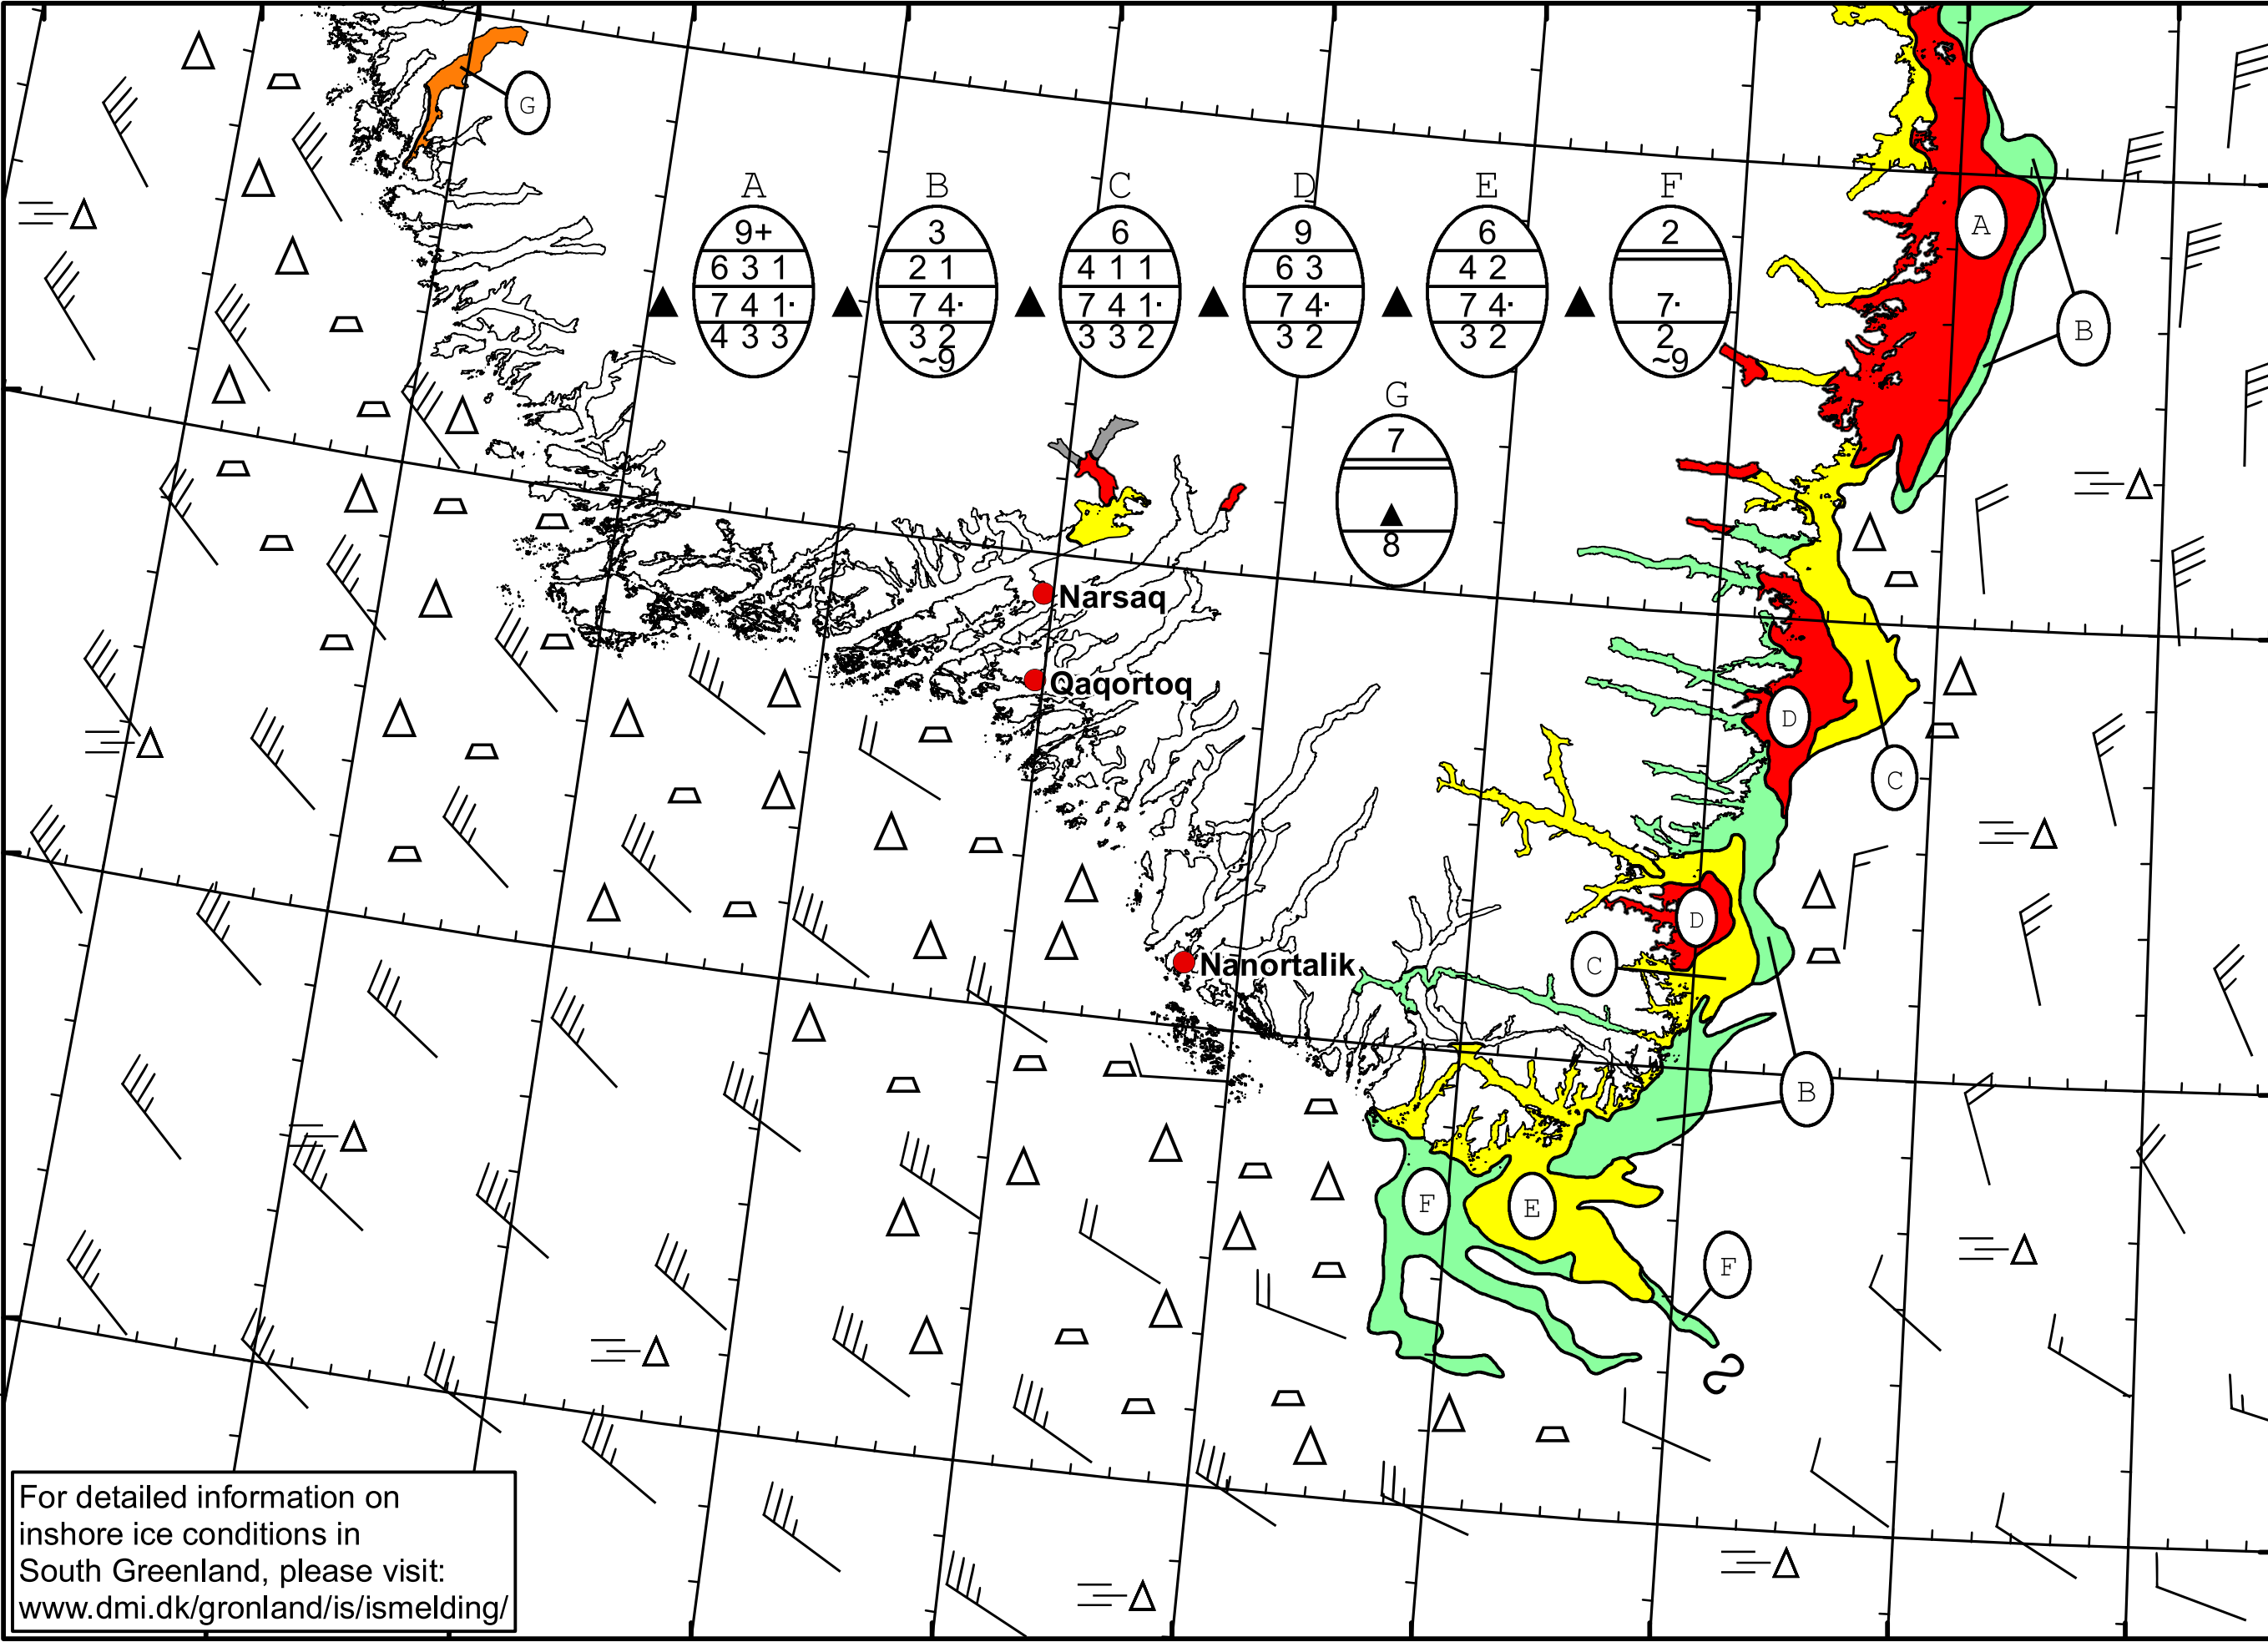 G
A B C D E F
9+ 3 6 9 6 2
6 3 1 2 1 4 1 1 6 3 4 2
7 4 1· 7 4· 7 4 1· 7 4· 7 4· 7·
4 3 3 3 2 3 3 2 3 2 3 2 2
~9 ~9
A
B
G
7
8
Narsaq
Qaqortoq
D
C
D
C
Nanortalik
B
F
E
F
For detailed information on
inshore ice conditions in
South Greenland, please visit:
www.dmi.dk/gronland/is/ismelding/